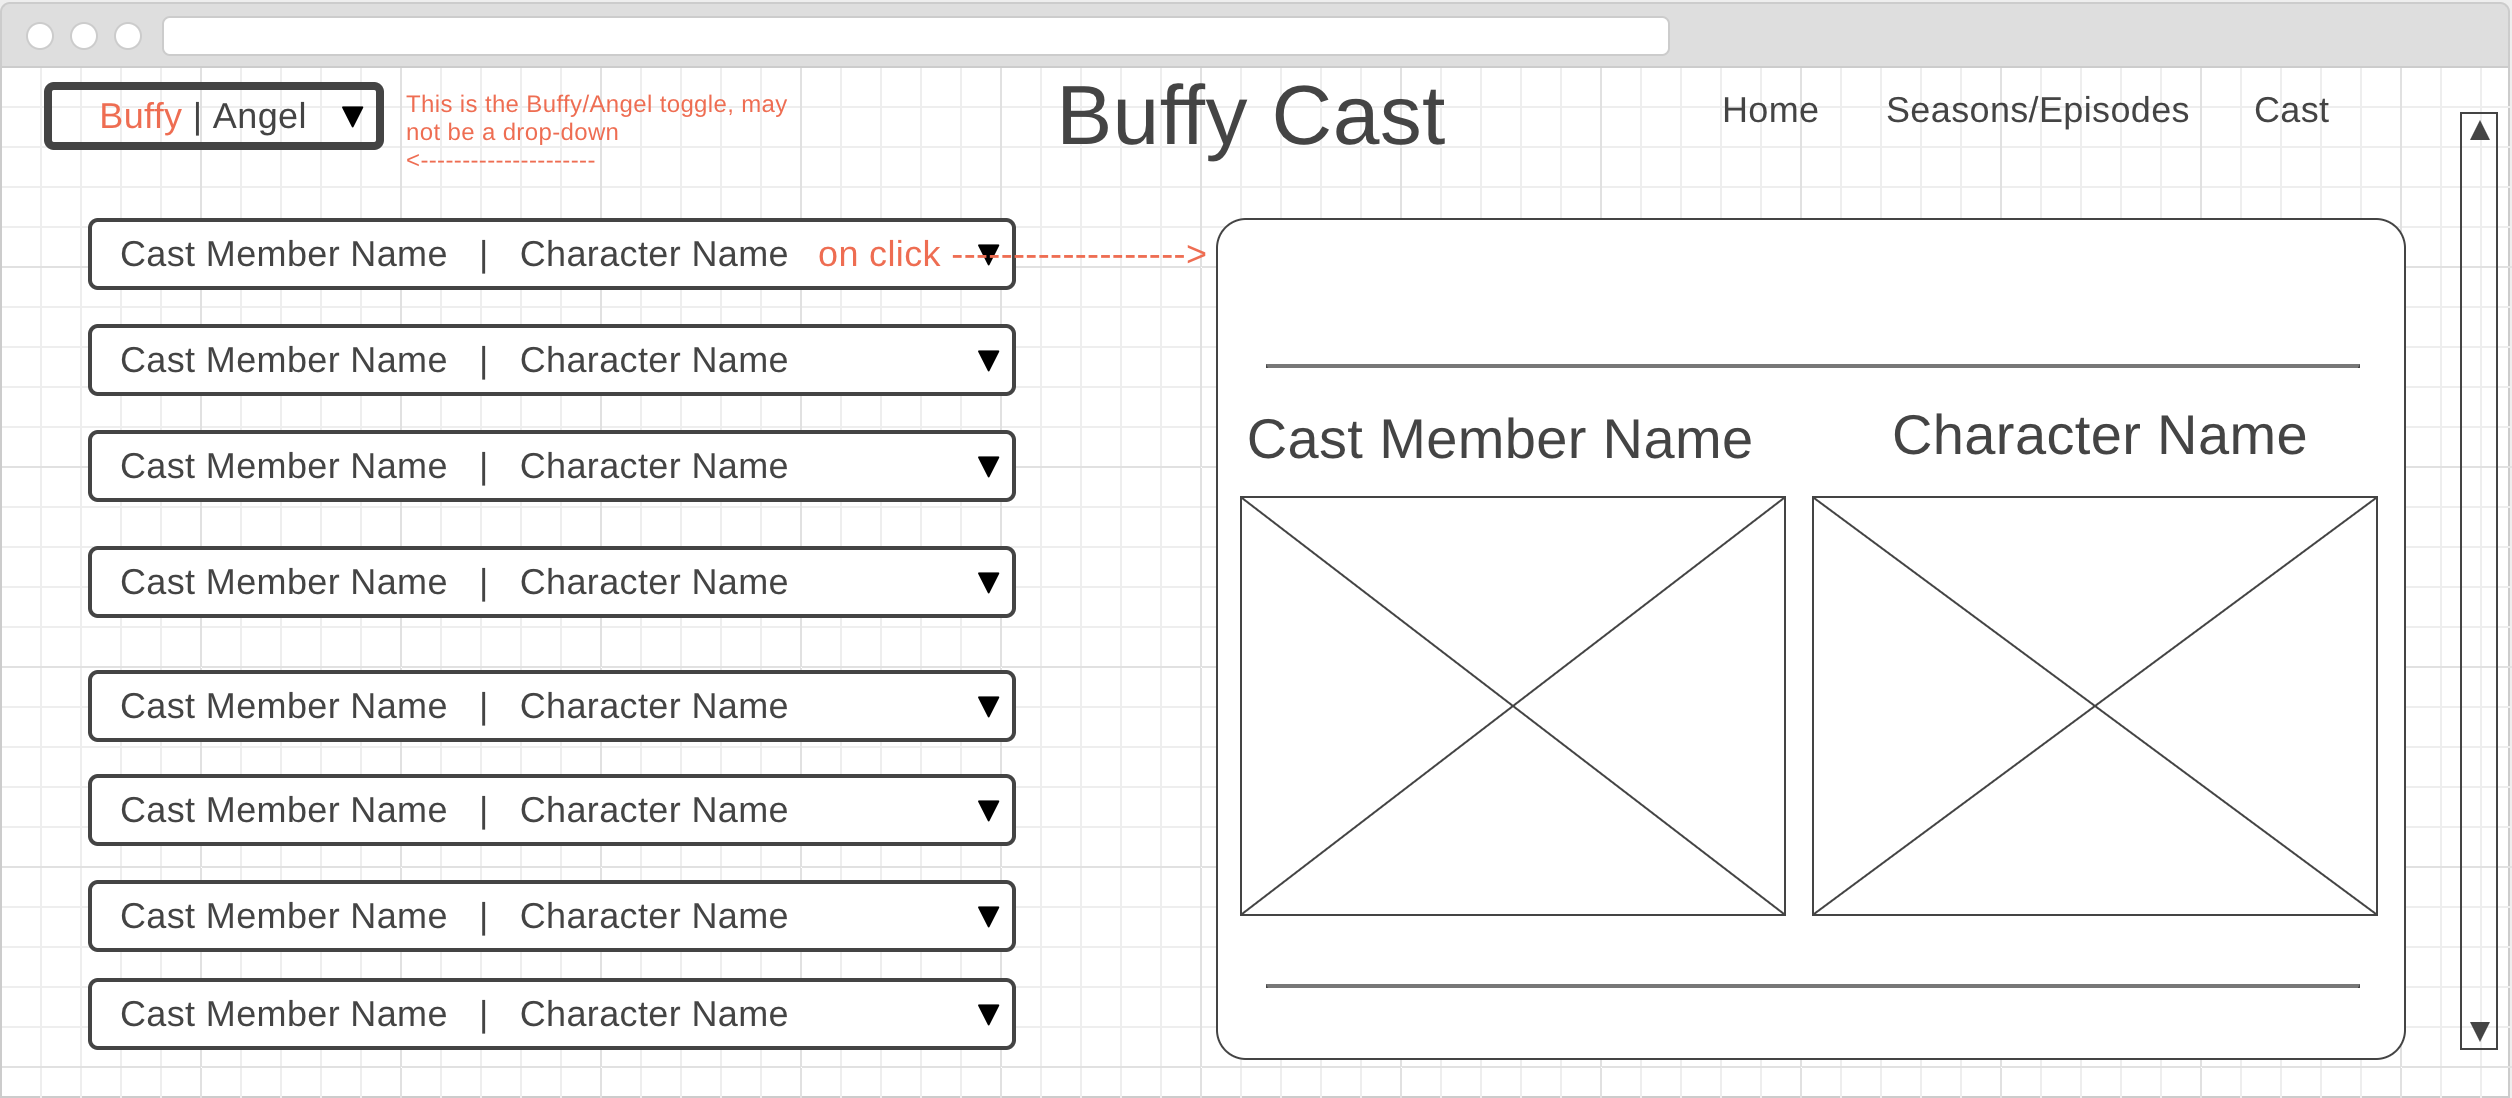 Buffy | Angel
This is the Buffy/Angel toggle, may
not be a drop-down
<---------------------
Buffy Cast
Home Seasons/Episodes Cast
Cast Member Name | Character Name on click ------------------->
Cast Member Name | Character Name
Cast Member Name | Character Name
Cast Member Name | Character Name
Cast Member Name | Character Name
Cast Member Name | Character Name
Cast Member Name | Character Name
Cast Member Name | Character Name
Cast Member Name Character Name